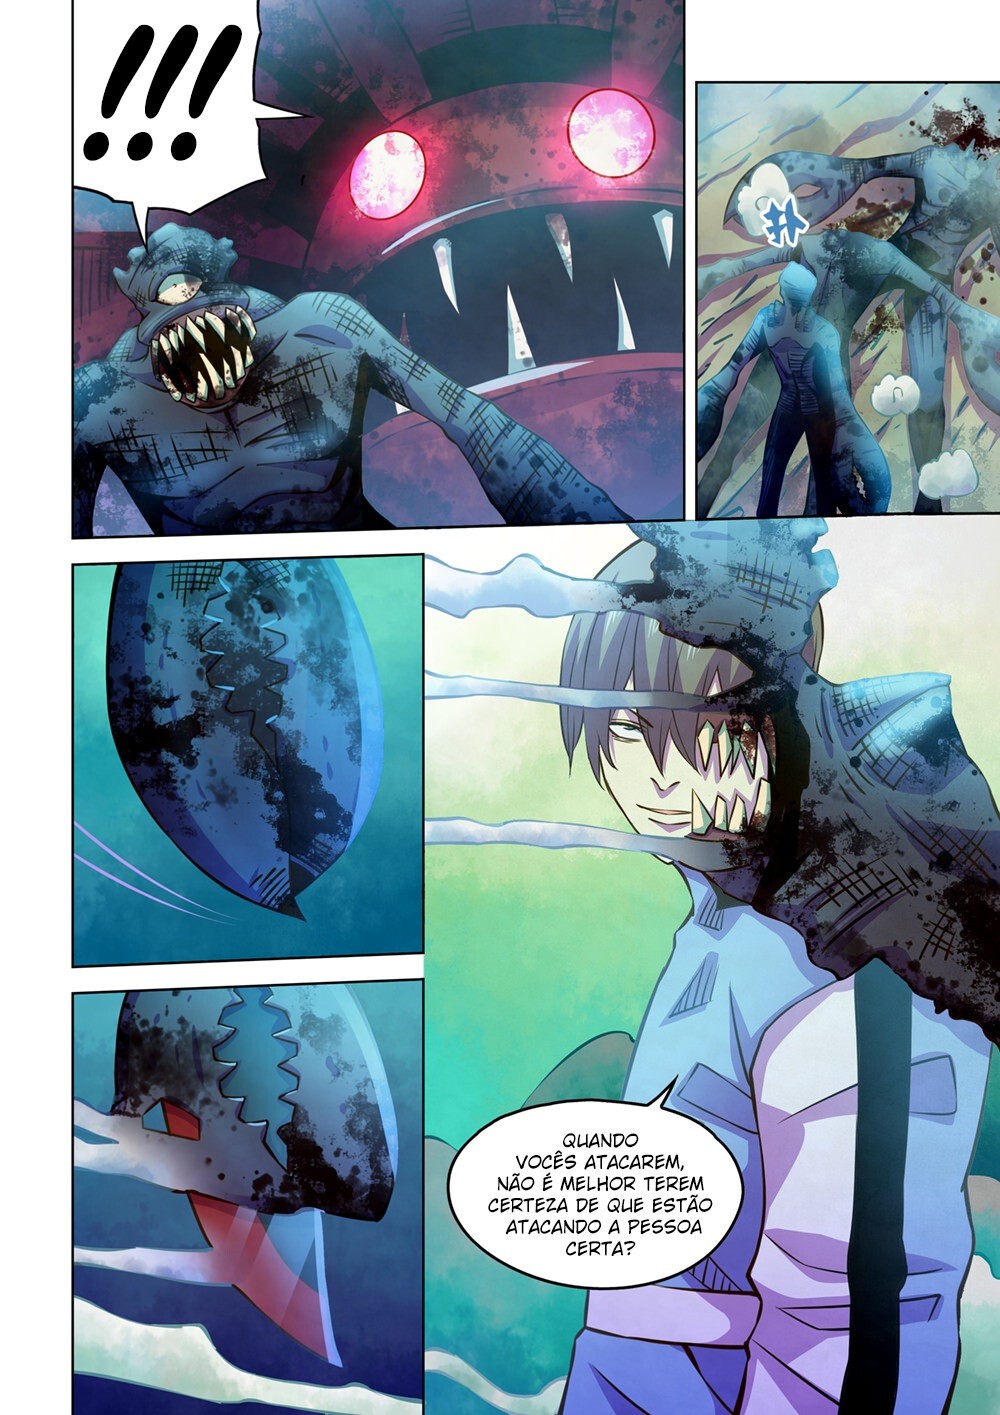 !!!
QUANDO
VOCÊS ATACAREM,
NÃO É MELHOR TEREM
CERTEZA DE QUE ESTÃO
ATACANDO A PESSOA
CERTA?